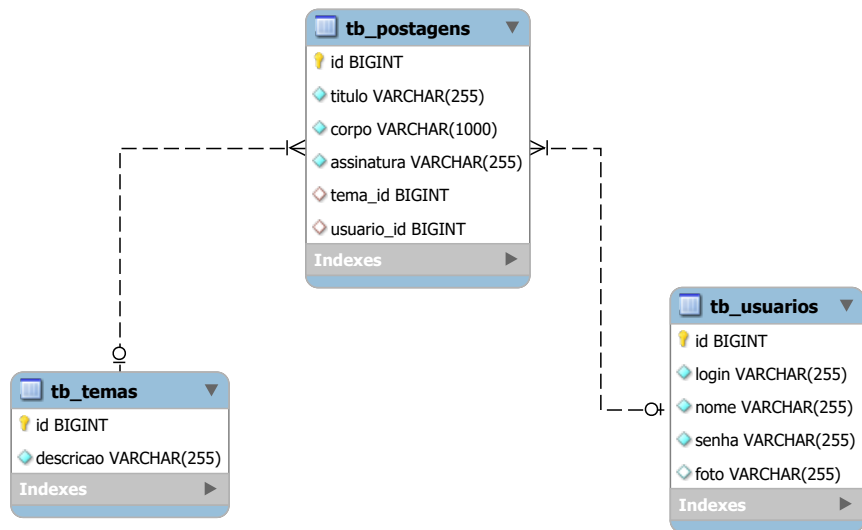 tb_postagens
id BIGINT
titulo VARCHAR(255)
corpo VARCHAR(1000)
assinatura VARCHAR(255)
tema_id BIGINT
usuario_id BIGINT
Indexes
tb_temas
id BIGINT
descricao VARCHAR(255)
Indexes
tb_usuarios
id BIGINT
login VARCHAR(255)
nome VARCHAR(255)
senha VARCHAR(255)
foto VARCHAR(255)
Indexes